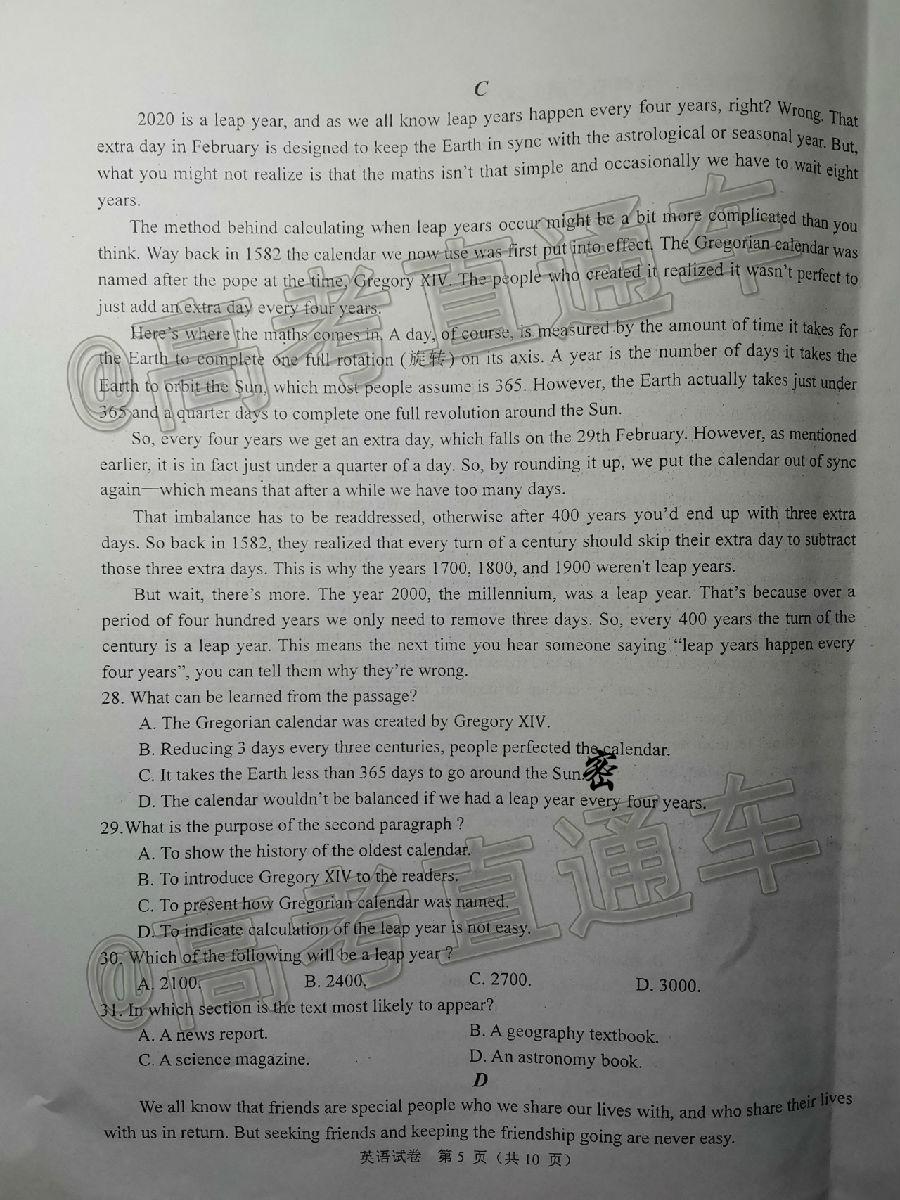 C
2020 is a leap year, and as we all know leap years happen every four years, right? Wrong. That
extra day in February is designed to keep the Earth in sync with the astrological or seasonal year. But,
what you might not realize is that the maths isn't that simple and occasionally we have to wait eight
years.
The method behind calculating when leap years occur might be a bit more complicated than you
think. Way back in 1582 the calendar we now use was first put into effect. The Gregorian calendar was
named after the pope at the time, Gregory XIV. The people who created it realized it wasn't perfect to
just add an extra day every four years.
Here's where the maths comes in. A day, of course, is measured by the amount of time it takes for
the Earth to complete one full rotation (旋转) on its axis. A year is the number of days it takes the
Earth to orbit the Sun, which most people assume is 365. However, the Earth actually takes just under
365 and a quarter days to complete one full revolution around the Sun.
So, every four years we get an extra day, which falls on the 29th February. However, as mentioned
earlier, it is in fact just under a quarter of a day. So, by rounding it up, we put the calendar out of sync
again—which means that after a while we have too many days.
That imbalance has to be readdressed, otherwise after 400 years you'd end up with three extra
days. So back in 1582, they realized that every turn of a century should skip their extra day to subtract
those three extra days. This is why the years 1700, 1800, and 1900 weren't leap years.
But wait, there's more. The year 2000, the millennium, was a leap year. That's because over a
period of four hundred years we only need to remove three days. So, every 400 years the turn of the
century is a leap year. This means the next time you hear someone saying "leap years happen every
four years", you can tell them why they're wrong.
28. What can be learned from the passage?
A. The Gregorian calendar was created by Gregory XIV.
B. Reducing 3 days every three centuries, people perfected the calendar.
C. It takes the Earth less than 365 days to go around the Sun.
密
D. The calendar wouldn't be balanced if we had a leap year every four years.
29.What is the purpose of the second paragraph ?
A. To show the history of the oldest calendar.
B. To introduce Gregory XIV to the readers.
C. To present how Gregorian calendar was named.
D. To indicate calculation of the leap year is not easy.
30. Which of the following will be a leap year ?
A. 2100. B. 2400. C. 2700. D. 3000.
31. In which section is the text most likely to appear?
A. A news report. B. A geography textbook.
C. A science magazine. D. An astronomy book.
D
We all know that friends are special people who we share our lives with, and who share their lives
with us in return. But seeking friends and keeping the friendship going are never easy.
英语试卷 第 5 页（共 10 页）
@高考直通车
@高考直通车